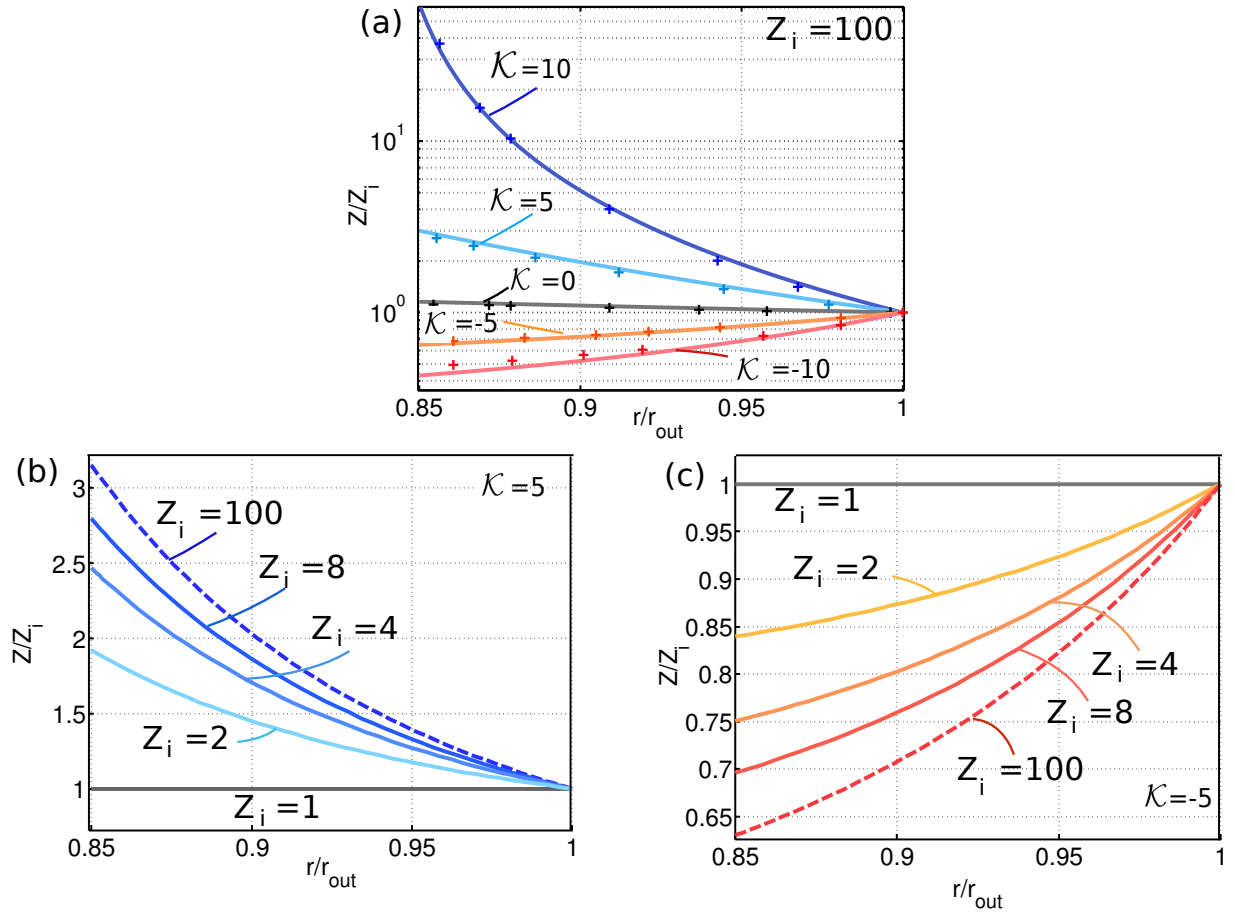 (a)
Z_i =100
𝒦 =10
10^1
Z/Z_i
𝒦 =5
𝒦 =0
10^0
𝒦 =-5
𝒦 =-10
0.85 0.9 0.95 1
r/r_out
(b)
3
𝒦 =5
Z_i =100
2.5
Z_i =8
Z/Z_i
Z_i =4
2
1.5
Z_i =2
1
Z_i =1
0.85 0.9 0.95 1
r/r_out
(c)
1
Z_i =1
0.95
0.9
Z_i =2
0.85
Z/Z_i
0.8
Z_i =4
0.75
Z_i =8
0.7
Z_i =100
0.65
𝒦=-5
0.85 0.9 0.95 1
r/r_out